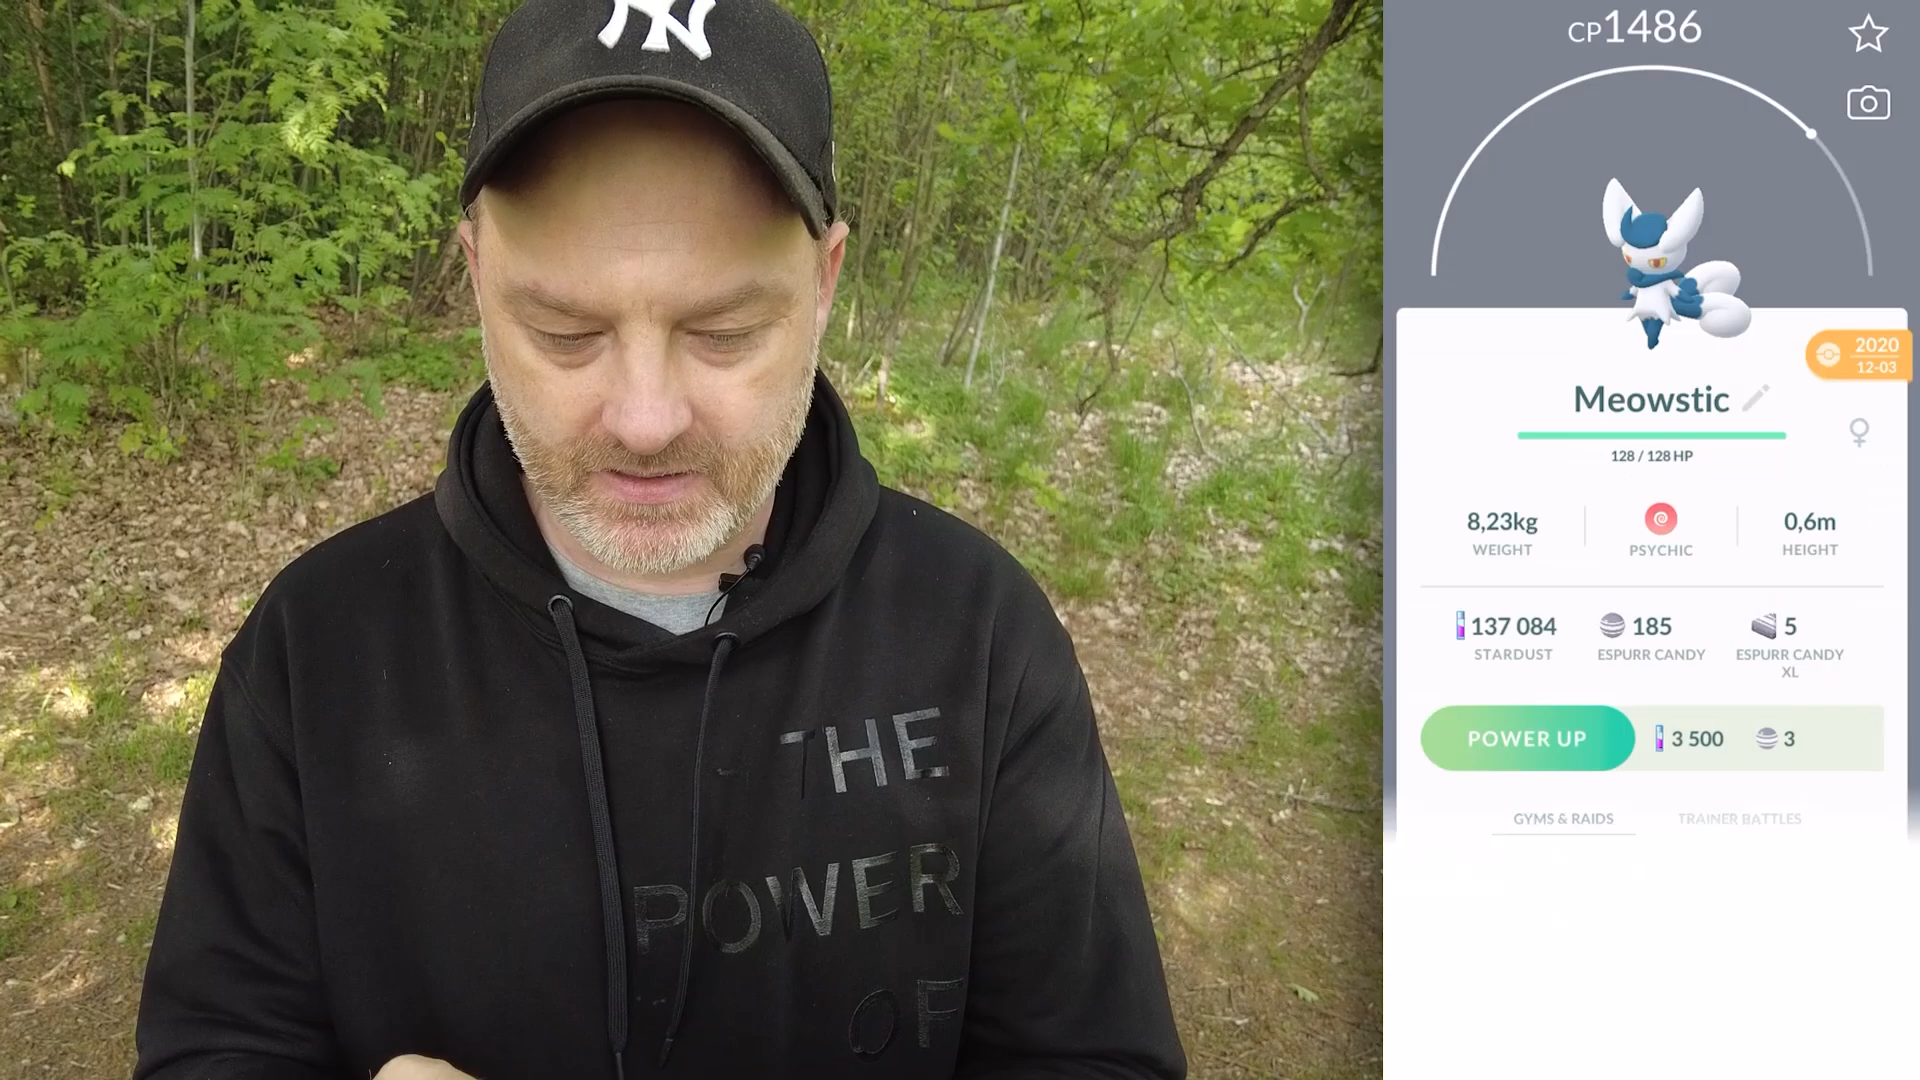 NY
THE
POWER
OF
CP1486
2020
12-03
Meowstic
128 / 128 HP
8,23kg
WEIGHT
PSYCHIC
0,6m
HEIGHT
137 084
STARDUST
185
ESPURR CANDY
5
ESPURR CANDY
XL
POWER UP
3 500
3
GYMS & RAIDS
TRAINER BATTLES